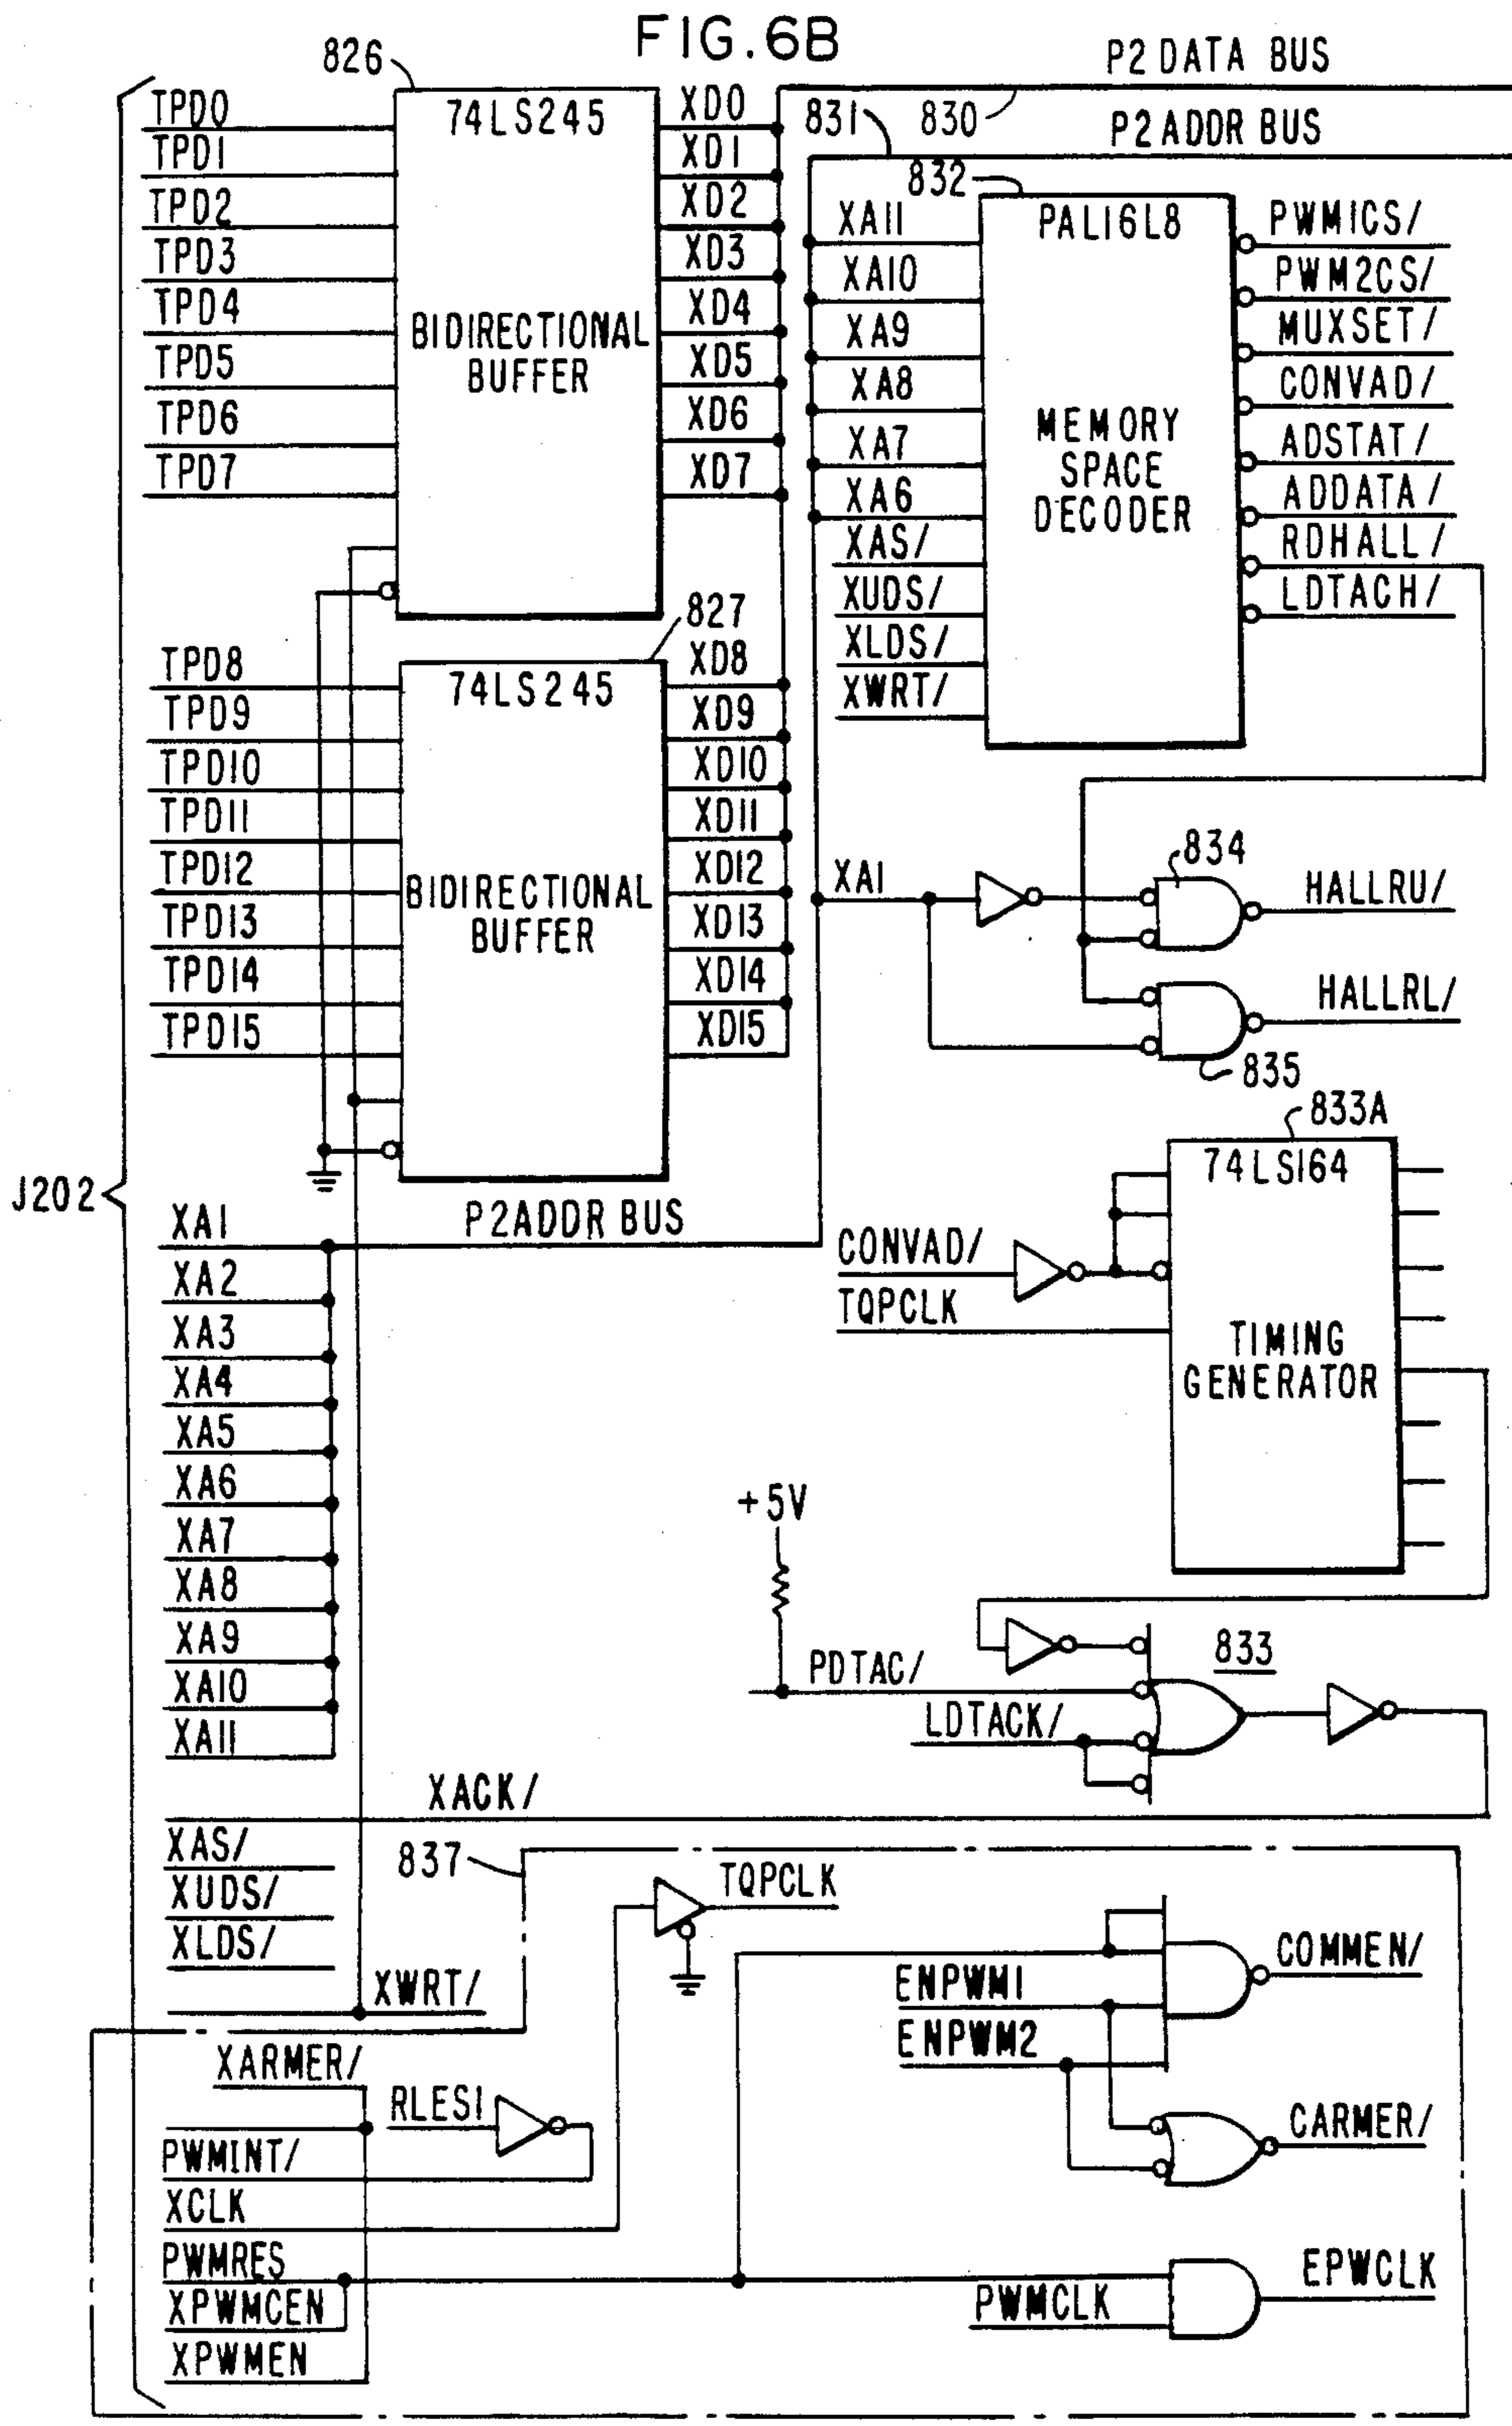 FIG.6B
826
TPD0
TPD1
TPD2
TPD3
TPD4
TPD5
TPD6
TPD7
74LS245
BIDIRECTIONAL
BUFFER
XD0
XD1
XD2
XD3
XD4
XD5
XD6
XD7
P2 DATA BUS
830
831
P2 ADDR BUS
832
XA11
XA10
XA9
XA8
XA7
XA6
XAS/
XUDS/
XLDS/
XWRT/
PAL16L8
MEMORY
SPACE
DECODER
PWM1CS/
PWM2CS/
MUXSET/
CONVAD/
ADSTAT/
ADDATA/
RDHALL/
LDTACH/
827
TPD8
TPD9
TPD10
TPD11
TPD12
TPD13
TPD14
TPD15
74LS245
BIDIRECTIONAL
BUFFER
XD8
XD9
XD10
XD11
XD12
XD13
XD14
XD15
XA1
834
HALLRU/
HALLRL/
835
833A
74LS164
TIMING
GENERATOR
CONVAD/
TQPCLK
J202
P2ADDR BUS
XA1
XA2
XA3
XA4
XA5
XA6
XA7
XA8
XA9
XA10
XA11
+5V
833
PDTAC/
LDTACK/
XACK/
XAS/
XUDS/
XLDS/
XWRT/
837
TQPCLK
ENPWM1
ENPWM2
COMMEN/
CARMER/
XARMER/
RLES1
PWMINT/
XCLK
PWMRES
XPWMCEN
XPWMEN
PWMCLK
EPWCLK